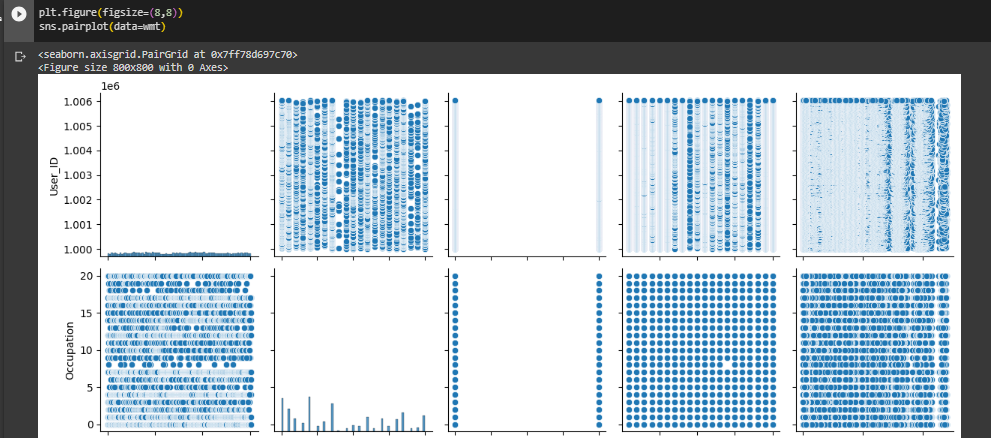 plt.figure(figsize=(8,8))
sns.pairplot(data=wmt)
<seaborn.axisgrid.PairGrid at 0x7ff78d697c70>
<Figure size 800x800 with 0 Axes>
1e6
1.006
1.005
1.004
1.003
1.002
1.001
1.000
User_ID
20
15
10
5
0
Occupation